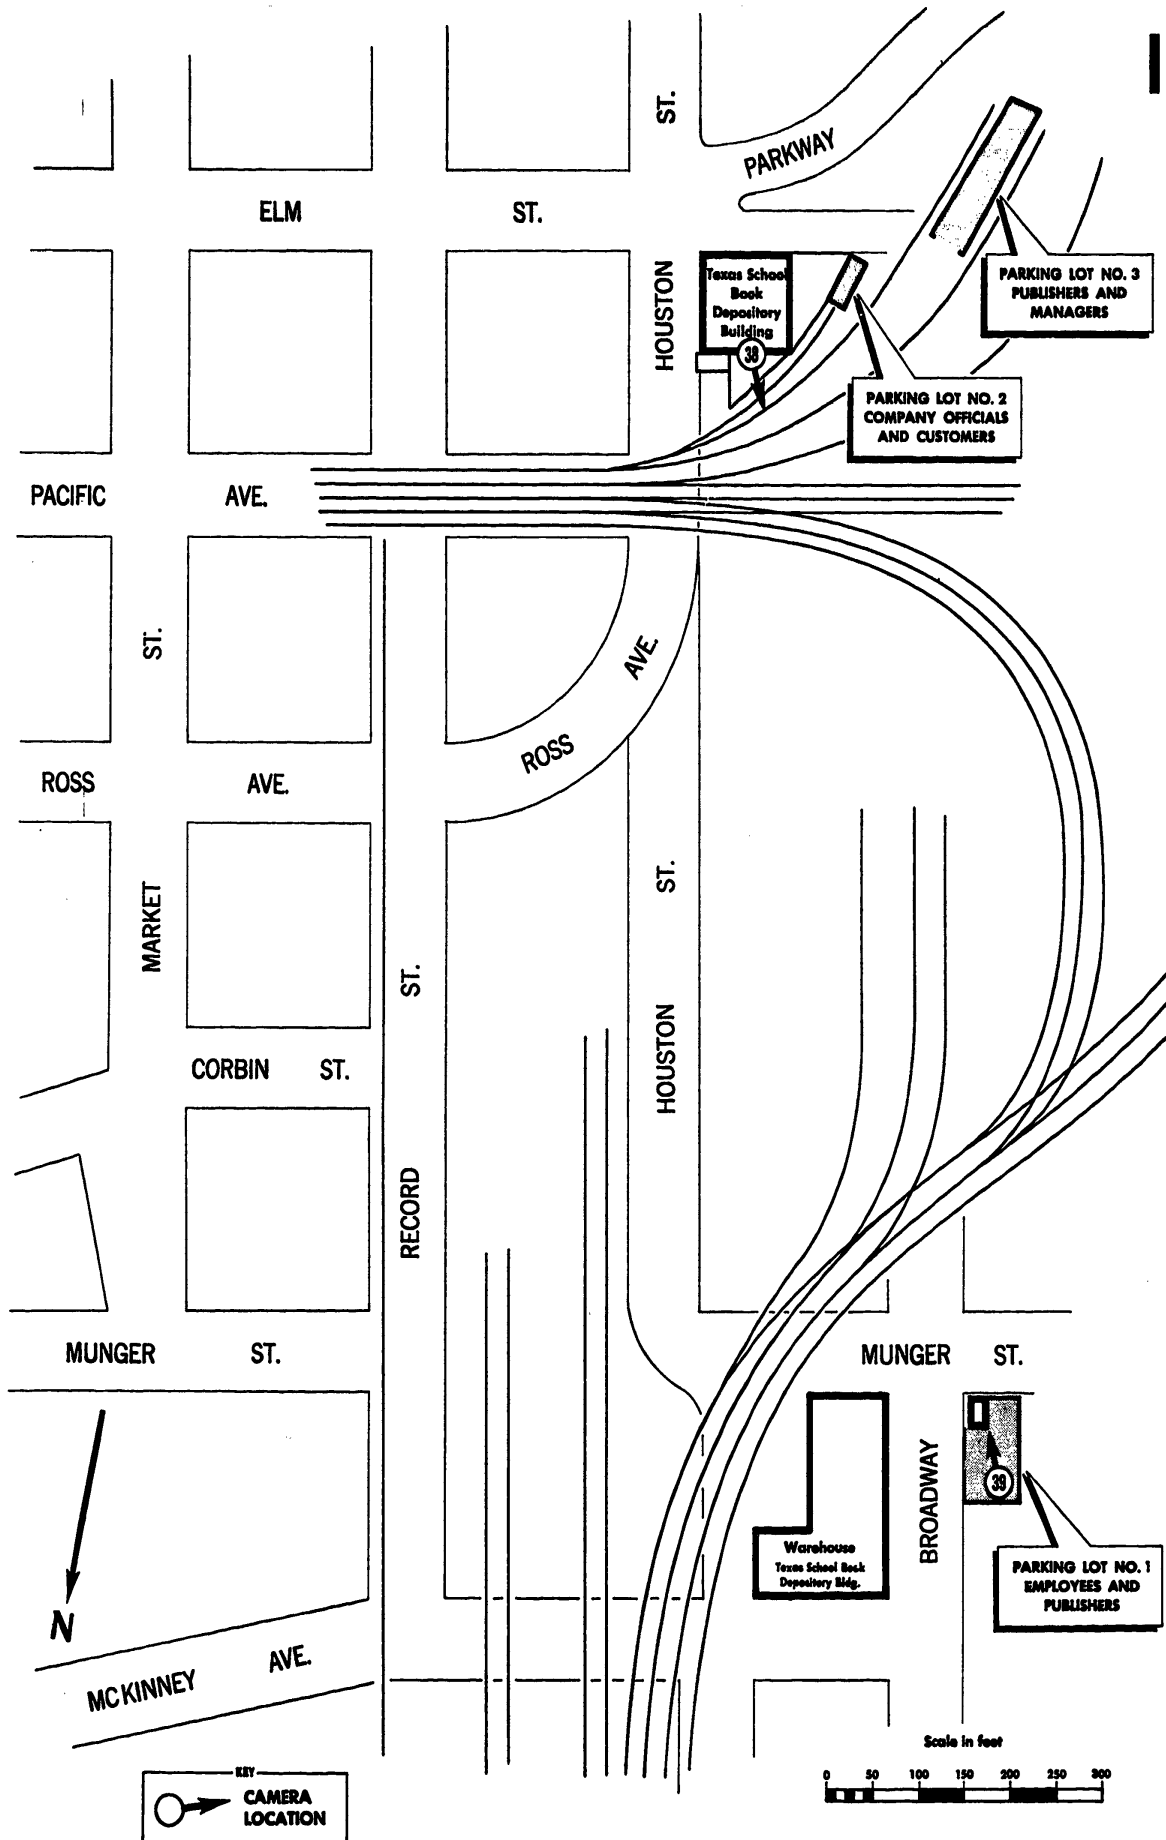 ST.
PARKWAY
ELM ST.
HOUSTON
Texas School
Book
Depository
Building
38
PARKING LOT NO. 3
PUBLISHERS AND
MANAGERS
PARKING LOT NO. 2
COMPANY OFFICIALS
AND CUSTOMERS
PACIFIC AVE.
ST.
AVE.
ROSS
ROSS AVE.
MARKET
ST.
ST.
HOUSTON
CORBIN ST.
RECORD
MUNGER ST.
MUNGER ST.
BROADWAY
39
Warehouse
Texas School Book
Depository Bldg.
PARKING LOT NO. 1
EMPLOYEES AND
PUBLISHERS
N
MCKINNEY AVE.
Scale in feet
0 50 100 150 200 250 300
KEY
CAMERA
LOCATION